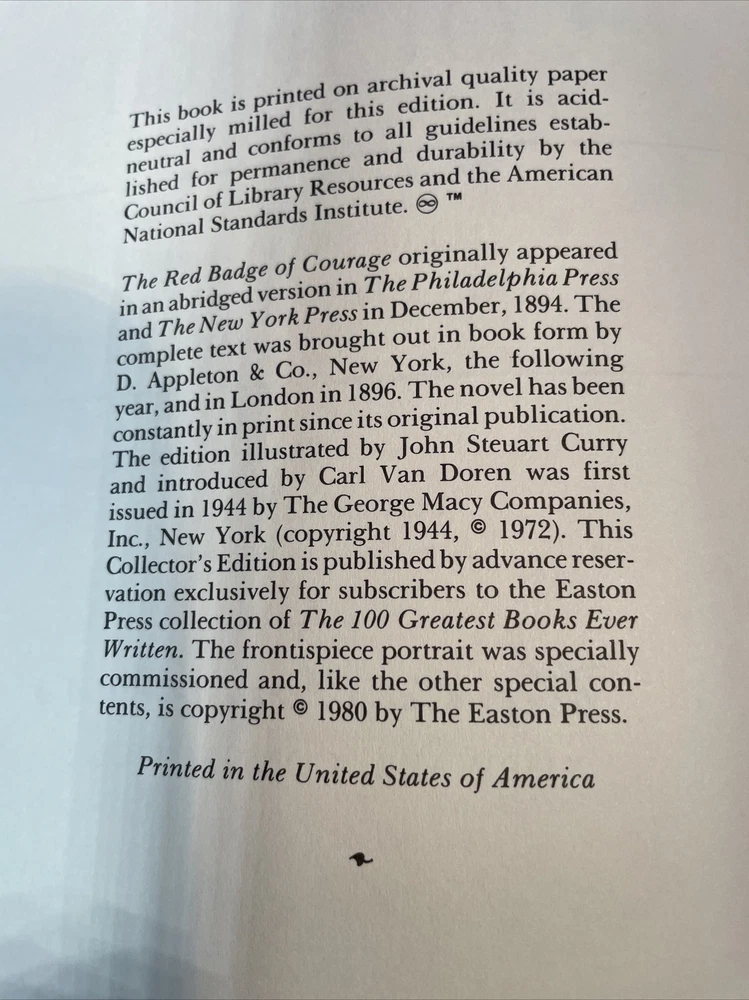 This book is printed on archival quality paper
especially milled for this edition. It is acid-
neutral and conforms to all guidelines estab-
lished for permanence and durability by the
Council of Library Resources and the American
National Standards Institute. ♾ ™
The Red Badge of Courage originally appeared
in an abridged version in The Philadelphia Press
and The New York Press in December, 1894. The
complete text was brought out in book form by
D. Appleton & Co., New York, the following
year, and in London in 1896. The novel has been
constantly in print since its original publication.
The edition illustrated by John Steuart Curry
and introduced by Carl Van Doren was first
issued in 1944 by The George Macy Companies,
Inc., New York (copyright 1944, © 1972). This
Collector's Edition is published by advance reser-
vation exclusively for subscribers to the Easton
Press collection of The 100 Greatest Books Ever
Written. The frontispiece portrait was specially
commissioned and, like the other special con-
tents, is copyright © 1980 by The Easton Press.
Printed in the United States of America